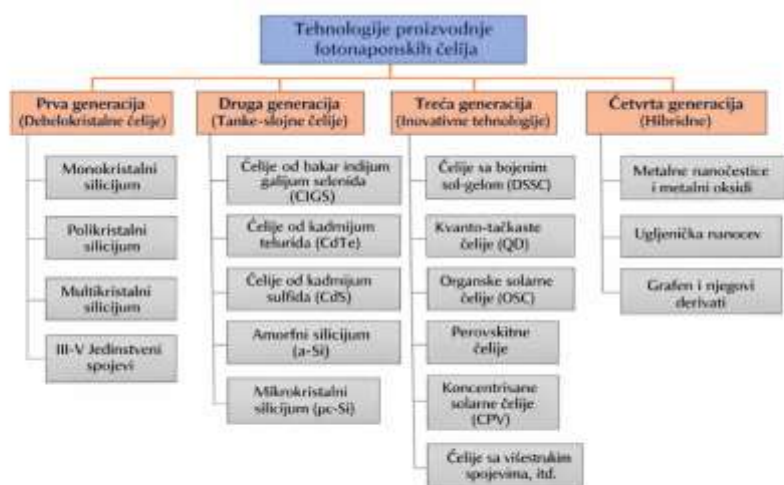 Tehnologije proizvodnje
fotonaponskih ćelija
Prva generacija
(Debelokristalne ćelije)
Monokristalni
silicijum
Polikristalni
silicijum
Multikristalni
silicijum
III-V Jedinstveni
spojevi
Druga generacija
(Tanke-slojne ćelije)
Ćelije od bakar indijum
galijum selenida
(CIGS)
Ćelije od kadmijum
telurida (CdTe)
Ćelije od kadmijum
sulfida (CdS)
Amorfni silicijum
(a-Si)
Mikrokristalni
silicijum (μc-Si)
Treća generacija
(Inovativne tehnologije)
Ćelije sa bojenim
sol-gelom (DSSC)
Kvanto-tačkaste
ćelije (QD)
Organske solarne
ćelije (OSC)
Perovskitne
ćelije
Koncentrisane
solarne ćelije
(CPV)
Ćelije sa višestrukim
spojevima, itd.
Četvrta generacija
(Hibridne)
Metalne nanočestice
i metalni oksidi
Ugljenička nanocev
Grafen i njegovi
derivati